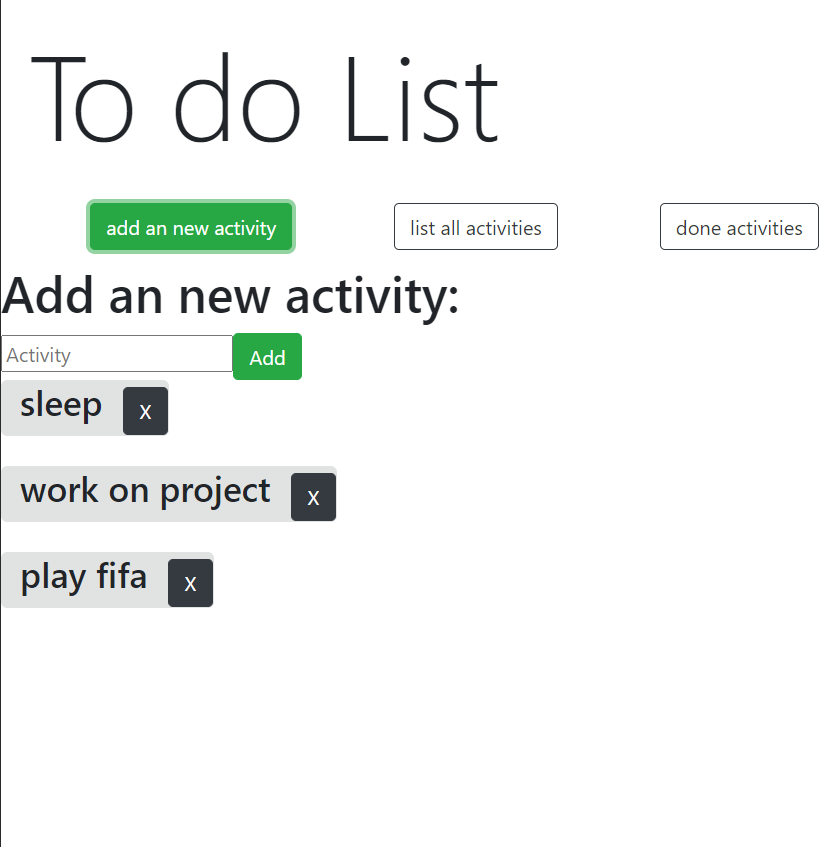 To do List
add an new activity list all activities done activities
Add an new activity:
Activity Add
sleep X
work on project X
play fifa X